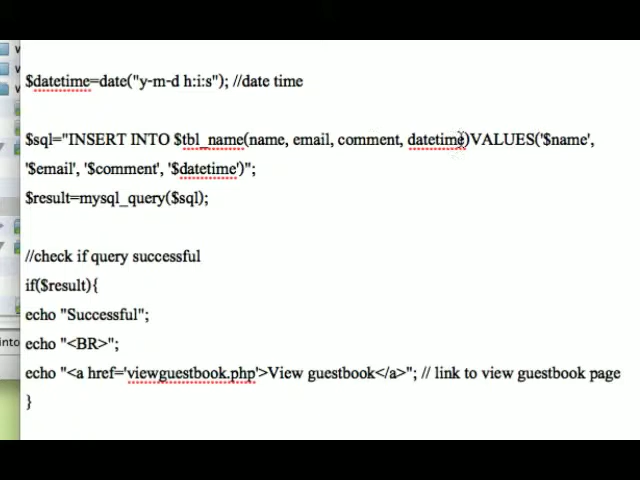 $datetime=date("y-m-d h:i:s"); //date time
$sql="INSERT INTO $tbl_name(name, email, comment, datetime)VALUES('$name',
'$email', '$comment', '$datetime')";
$result=mysql_query($sql);
//check if query successful
if($result){
echo "Successful";
echo "<BR>";
into
echo "<a href='viewguestbook.php'>View guestbook</a>"; // link to view guestbook page
}